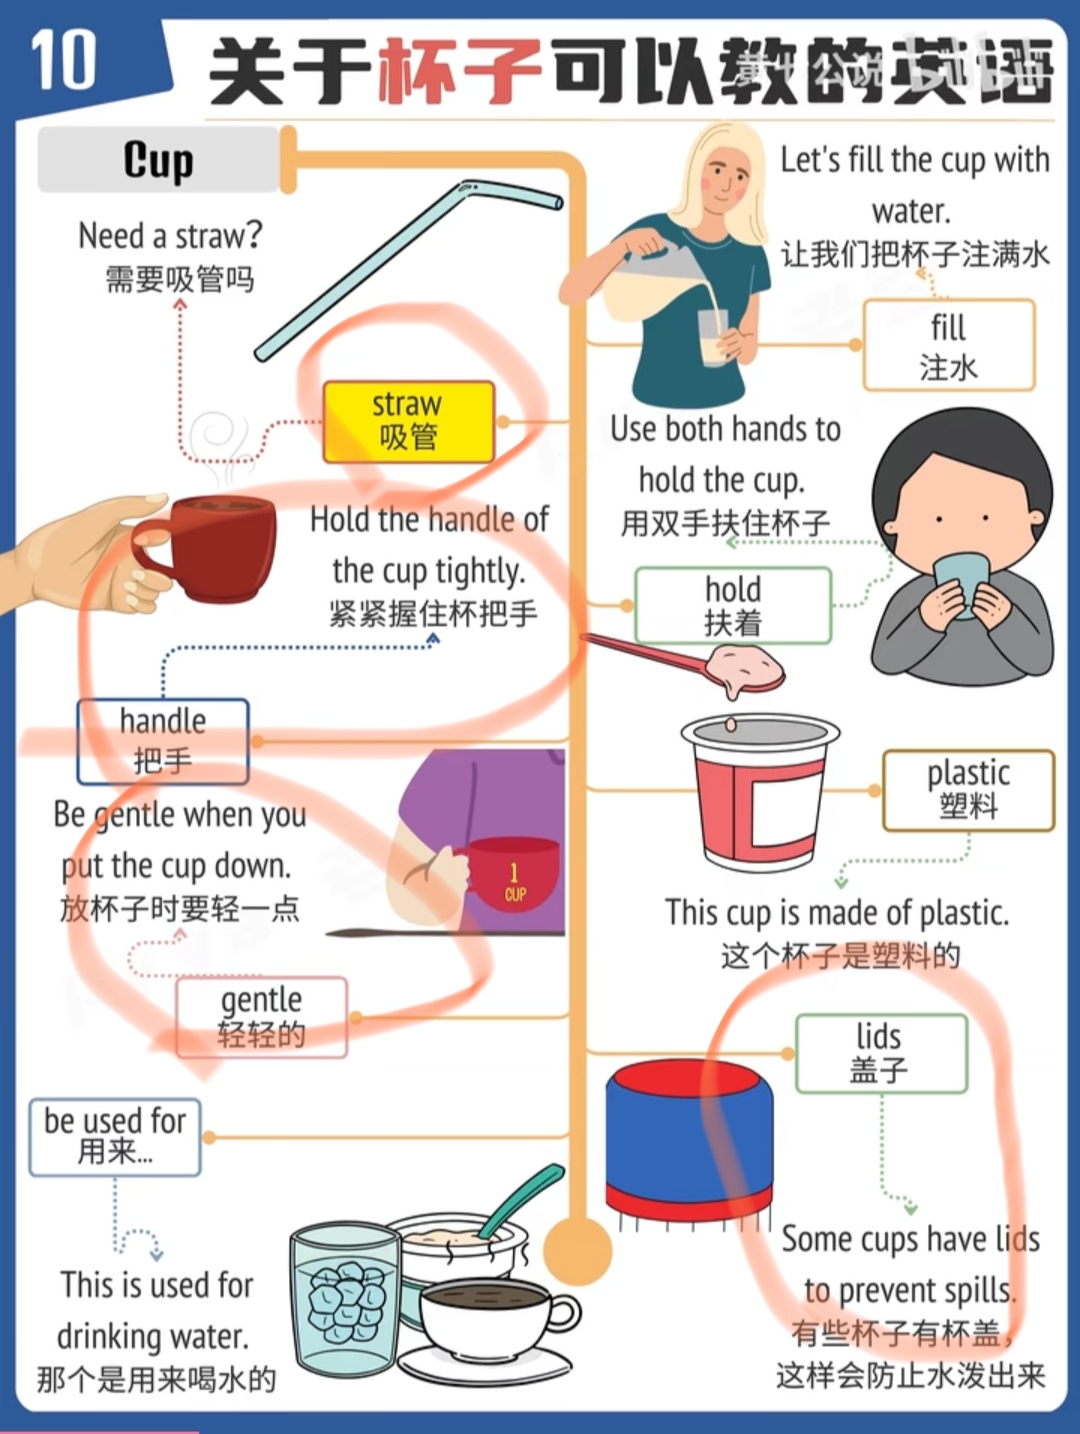 10
关于杯子可以教的英语
黄牛公说
bilibili
Cup
Need a straw?
需要吸管吗
straw
吸管
Hold the handle of
the cup tightly.
紧紧握住杯把手
handle
把手
Be gentle when you
put the cup down.
放杯子时要轻一点
1
CUP
gentle
轻轻的
be used for
用来...
This is used for
drinking water.
那个是用来喝水的
Let's fill the cup with
water.
让我们把杯子注满水
fill
注水
Use both hands to
hold the cup.
用双手扶住杯子
hold
扶着
plastic
塑料
This cup is made of plastic.
这个杯子是塑料的
lids
盖子
Some cups have lids
to prevent spills.
有些杯子有杯盖，
这样会防止水泼出来